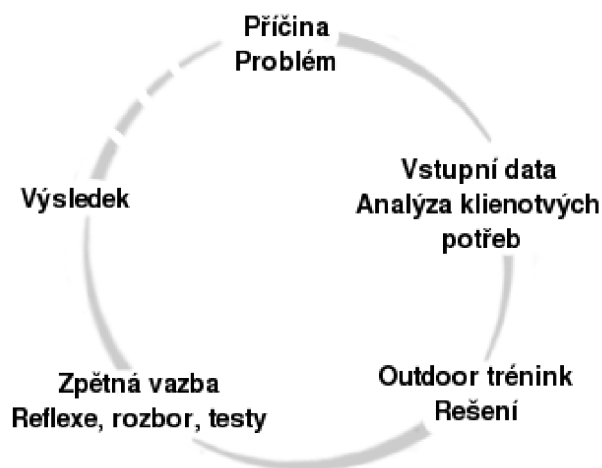 Příčina
Problém
Vstupní data
Analýza klienotvých
potřeb
Outdoor trénink
Rešení
Zpětná vazba
Reflexe, rozbor, testy
Výsledek